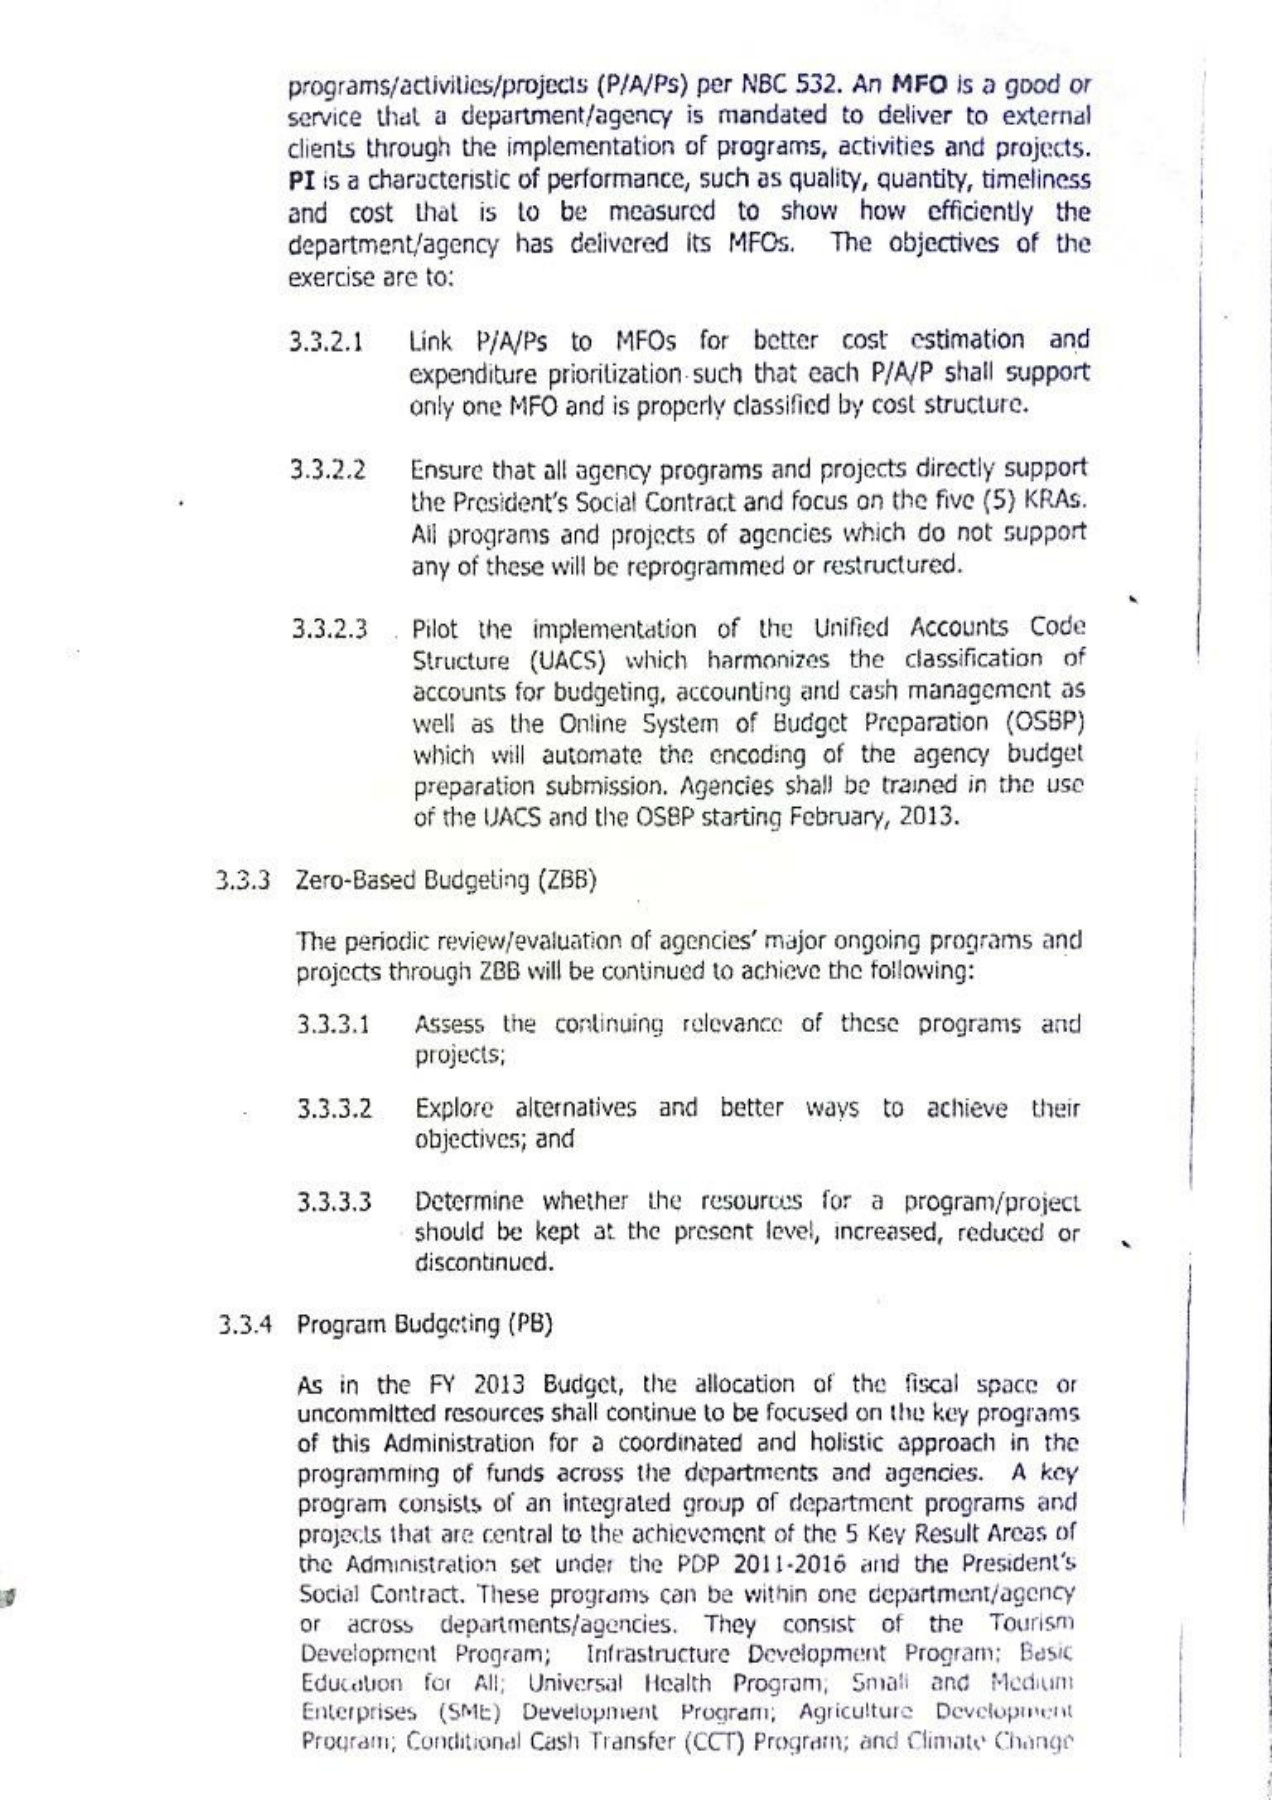 programs/activities/projects (P/A/Ps) per NBC 532. An MFO is a good or
service that a department/agency is mandated to deliver to external
clients through the implementation of programs, activities and projects.
PI is a characteristic of performance, such as quality, quantity, timeliness
and cost that is to be measured to show how efficiently the
department/agency has delivered its MFOs. The objectives of the
exercise are to:
3.3.2.1 Link P/A/Ps to MFOs for better cost estimation and
expenditure prioritization such that each P/A/P shall support
only one MFO and is properly classified by cost structure.
3.3.2.2 Ensure that all agency programs and projects directly support
the President's Social Contract and focus on the five (5) KRAs.
All programs and projects of agencies which do not support
any of these will be reprogrammed or restructured.
3.3.2.3 Pilot the implementation of the Unified Accounts Code
Structure (UACS) which harmonizes the classification of
accounts for budgeting, accounting and cash management as
well as the Online System of Budget Preparation (OSBP)
which will automate the encoding of the agency budget
preparation submission. Agencies shall be trained in the use
of the UACS and the OSBP starting February, 2013.
3.3.3 Zero-Based Budgeting (ZBB)
The periodic review/evaluation of agencies' major ongoing programs and
projects through ZBB will be continued to achieve the following:
3.3.3.1 Assess the continuing relevance of these programs and
projects;
3.3.3.2 Explore alternatives and better ways to achieve their
objectives; and
3.3.3.3 Determine whether the resources for a program/project
should be kept at the present level, increased, reduced or
discontinued.
3.3.4 Program Budgeting (PB)
As in the FY 2013 Budget, the allocation of the fiscal space or
uncommitted resources shall continue to be focused on the key programs
of this Administration for a coordinated and holistic approach in the
programming of funds across the departments and agencies. A key
program consists of an integrated group of department programs and
projects that are central to the achievement of the 5 Key Result Areas of
the Administration set under the PDP 2011-2016 and the President's
Social Contract. These programs can be within one department/agency
or across departments/agencies. They consist of the Tourism
Development Program; Infrastructure Development Program; Basic
Education for All; Universal Health Program; Small and Medium
Enterprises (SME) Development Program; Agriculture Development
Program; Conditional Cash Transfer (CCT) Program; and Climate Change